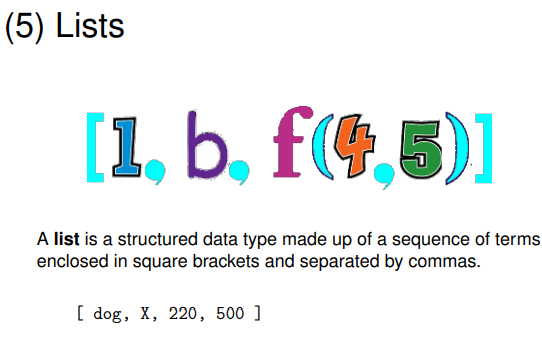 (5) Lists
[1, b, f(4,5)]
A list is a structured data type made up of a sequence of terms
enclosed in square brackets and separated by commas.
[ dog, X, 220, 500 ]